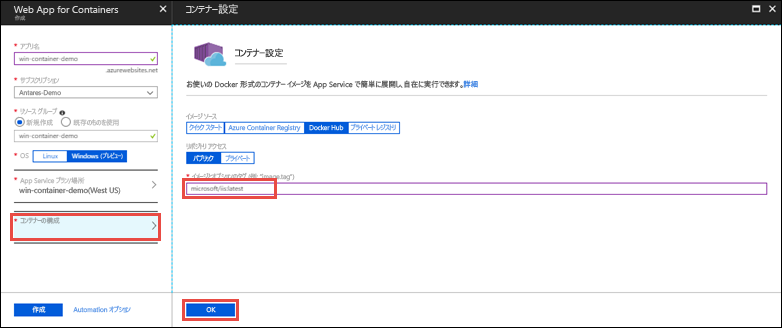 Web App for Containers
作成
* アプリ名
win-container-demo
.azurewebsites.net
* サブスクリプション
Antares-Demo
* リソース グループ
新規作成 既存のものを使用
win-container-demo
* OS Linux Windows (プレビュー)
* App Service プラン/場所
win-container-demo(West US)
* コンテナーの構成
作成 Automation オプション
コンテナー設定
コンテナー設定
お使いの Docker 形式のコンテナー イメージを App Service で簡単に展開し、自在に実行できます。詳細
イメージ ソース
クイック スタート Azure Container Registry Docker Hub プライベート レジストリ
リポジトリ アクセス
パブリック プライベート
* イメージとオプションのタグ (例: "image:tag")
microsoft/iis:latest
OK